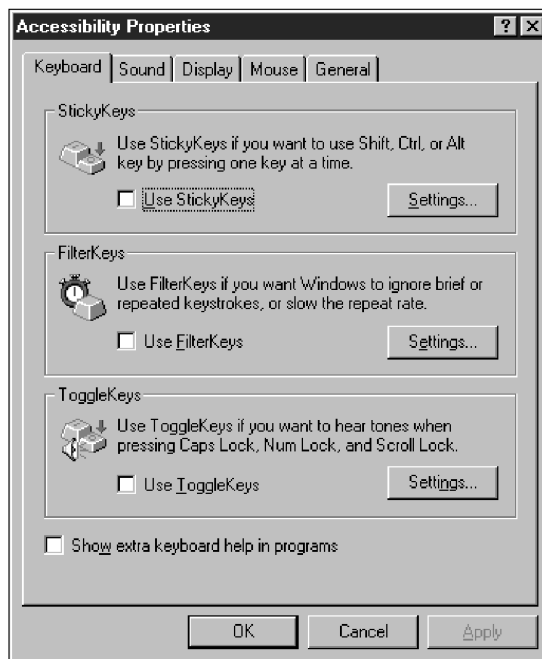 Accessibility Properties
Keyboard Sound Display Mouse General
StickyKeys
Use StickyKeys if you want to use Shift, Ctrl, or Alt
key by pressing one key at a time.
Use StickyKeys Settings...
FilterKeys
Use FilterKeys if you want Windows to ignore brief or
repeated keystrokes, or slow the repeat rate.
Use FilterKeys Settings...
ToggleKeys
Use ToggleKeys if you want to hear tones when
pressing Caps Lock, Num Lock, and Scroll Lock.
Use ToggleKeys Settings...
Show extra keyboard help in programs
OK Cancel Apply